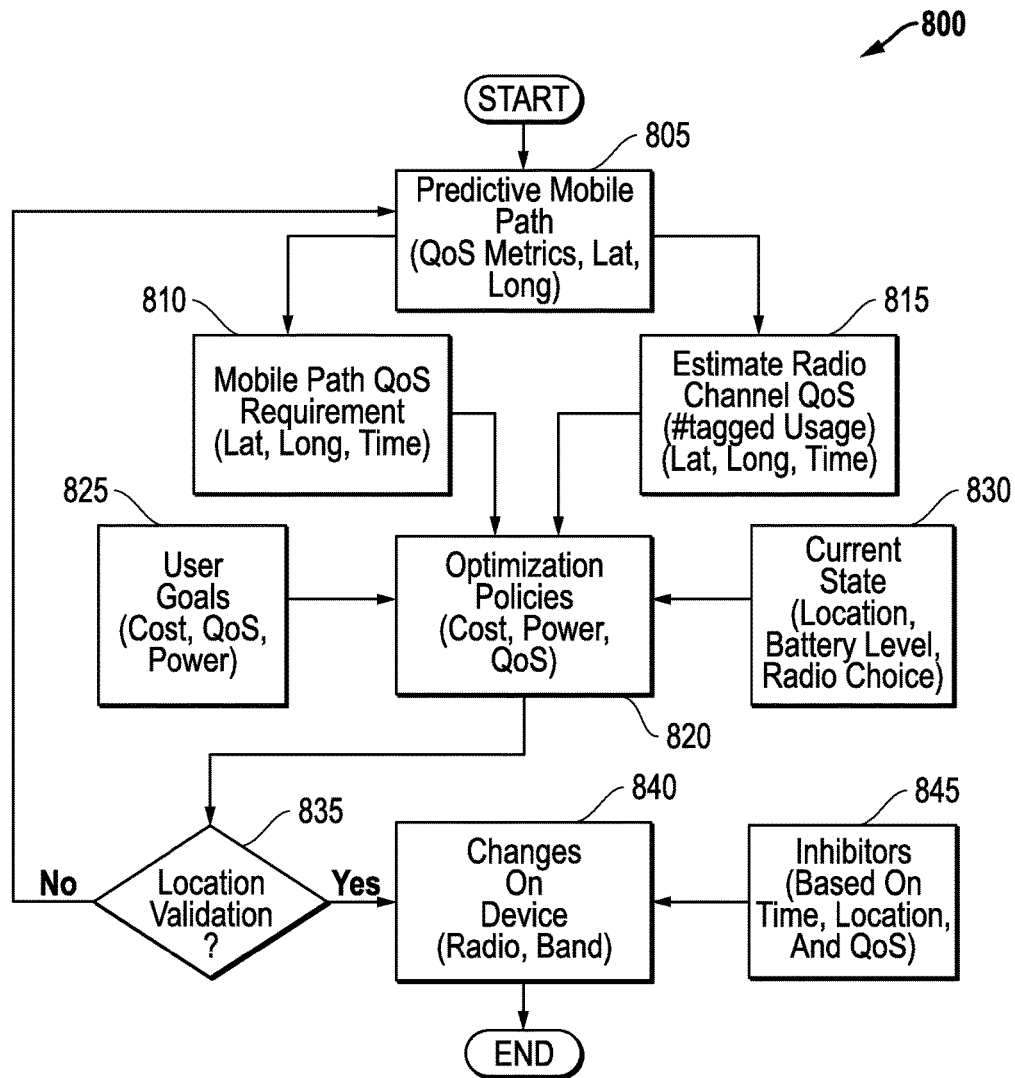 800
START
805
Predictive Mobile
Path
(QoS Metrics, Lat,
Long)
810
Mobile Path QoS
Requirement
(Lat, Long, Time)
815
Estimate Radio
Channel QoS
(#tagged Usage)
(Lat, Long, Time)
825
User
Goals
(Cost, QoS,
Power)
Optimization
Policies
(Cost, Power,
QoS)
820
830
Current
State
(Location,
Battery Level,
Radio Choice)
835
Location
Validation
?
No
Yes
840
Changes
On
Device
(Radio, Band)
845
Inhibitors
(Based On
Time, Location,
And QoS)
END